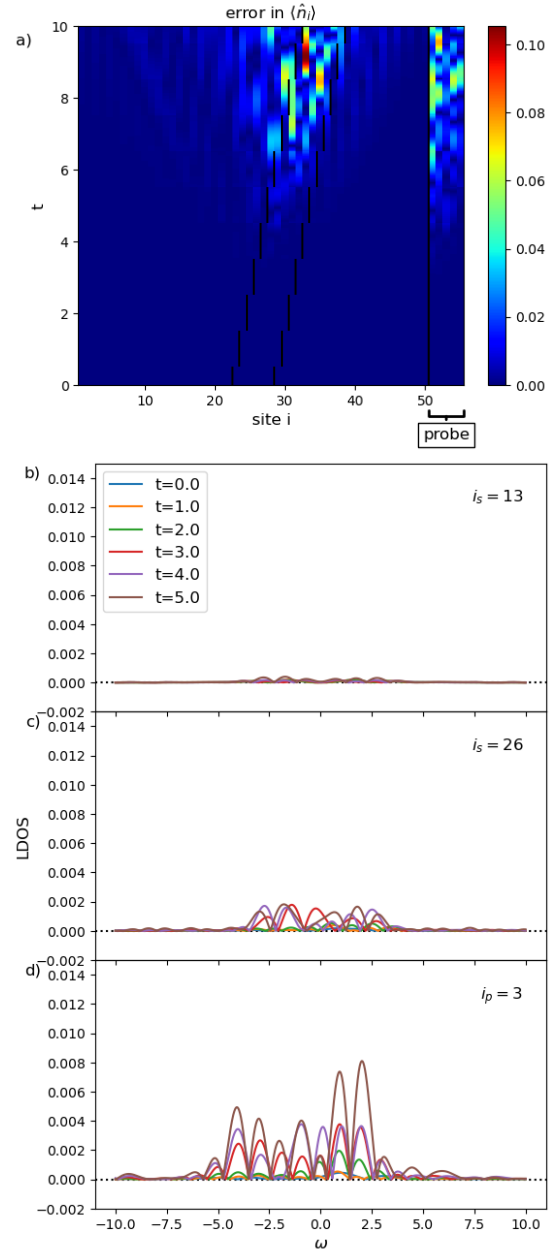 error in ⟨n̂ᵢ⟩
a)
10
8
6
4
2
0
t
10 20 30 40 50
site i
probe
0.10
0.08
0.06
0.04
0.02
0.00
b)
0.014
0.012
0.010
0.008
0.006
0.004
0.002
0.000
−0.002
t=0.0
t=1.0
t=2.0
t=3.0
t=4.0
t=5.0
i_s = 13
c)
0.014
0.012
0.010
0.008
0.006
0.004
0.002
0.000
−0.002
LDOS
i_s = 26
d)
0.014
0.012
0.010
0.008
0.006
0.004
0.002
0.000
−0.002
i_p = 3
−10.0 −7.5 −5.0 −2.5 0.0 2.5 5.0 7.5 10.0
ω